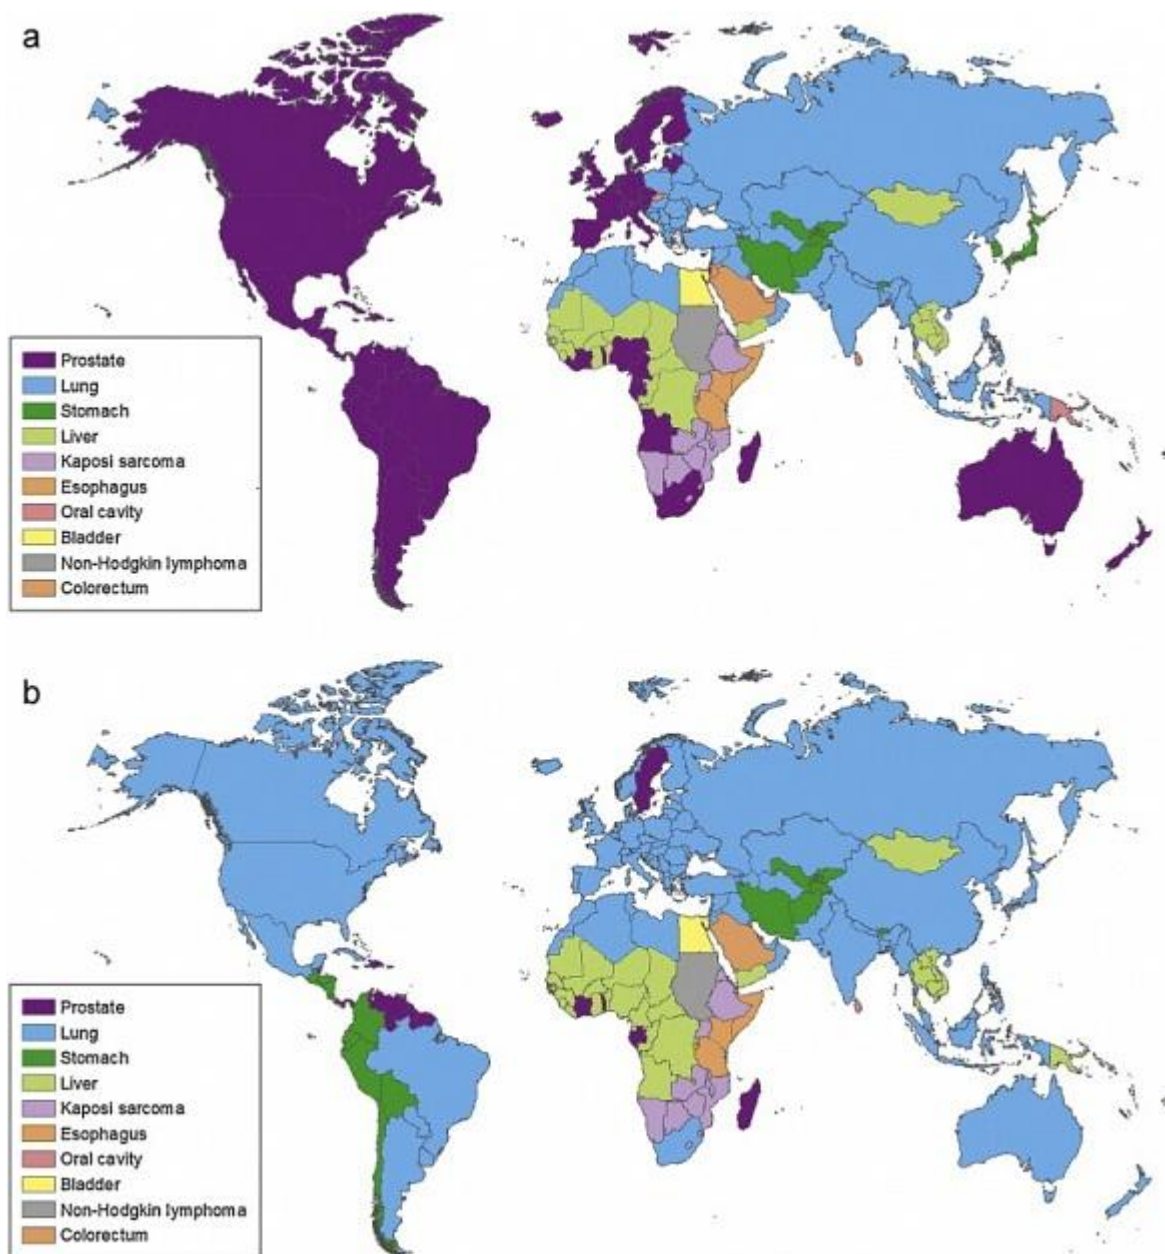 a
Prostate
Lung
Stomach
Liver
Kaposi sarcoma
Esophagus
Oral cavity
Bladder
Non-Hodgkin lymphoma
Colorectum
b
Prostate
Lung
Stomach
Liver
Kaposi sarcoma
Esophagus
Oral cavity
Bladder
Non-Hodgkin lymphoma
Colorectum